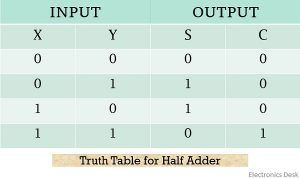 INPUT OUTPUT
X Y S C
0 0 0 0
0 1 1 0
1 0 1 0
1 1 0 1
Truth Table for Half Adder
Electronics Desk